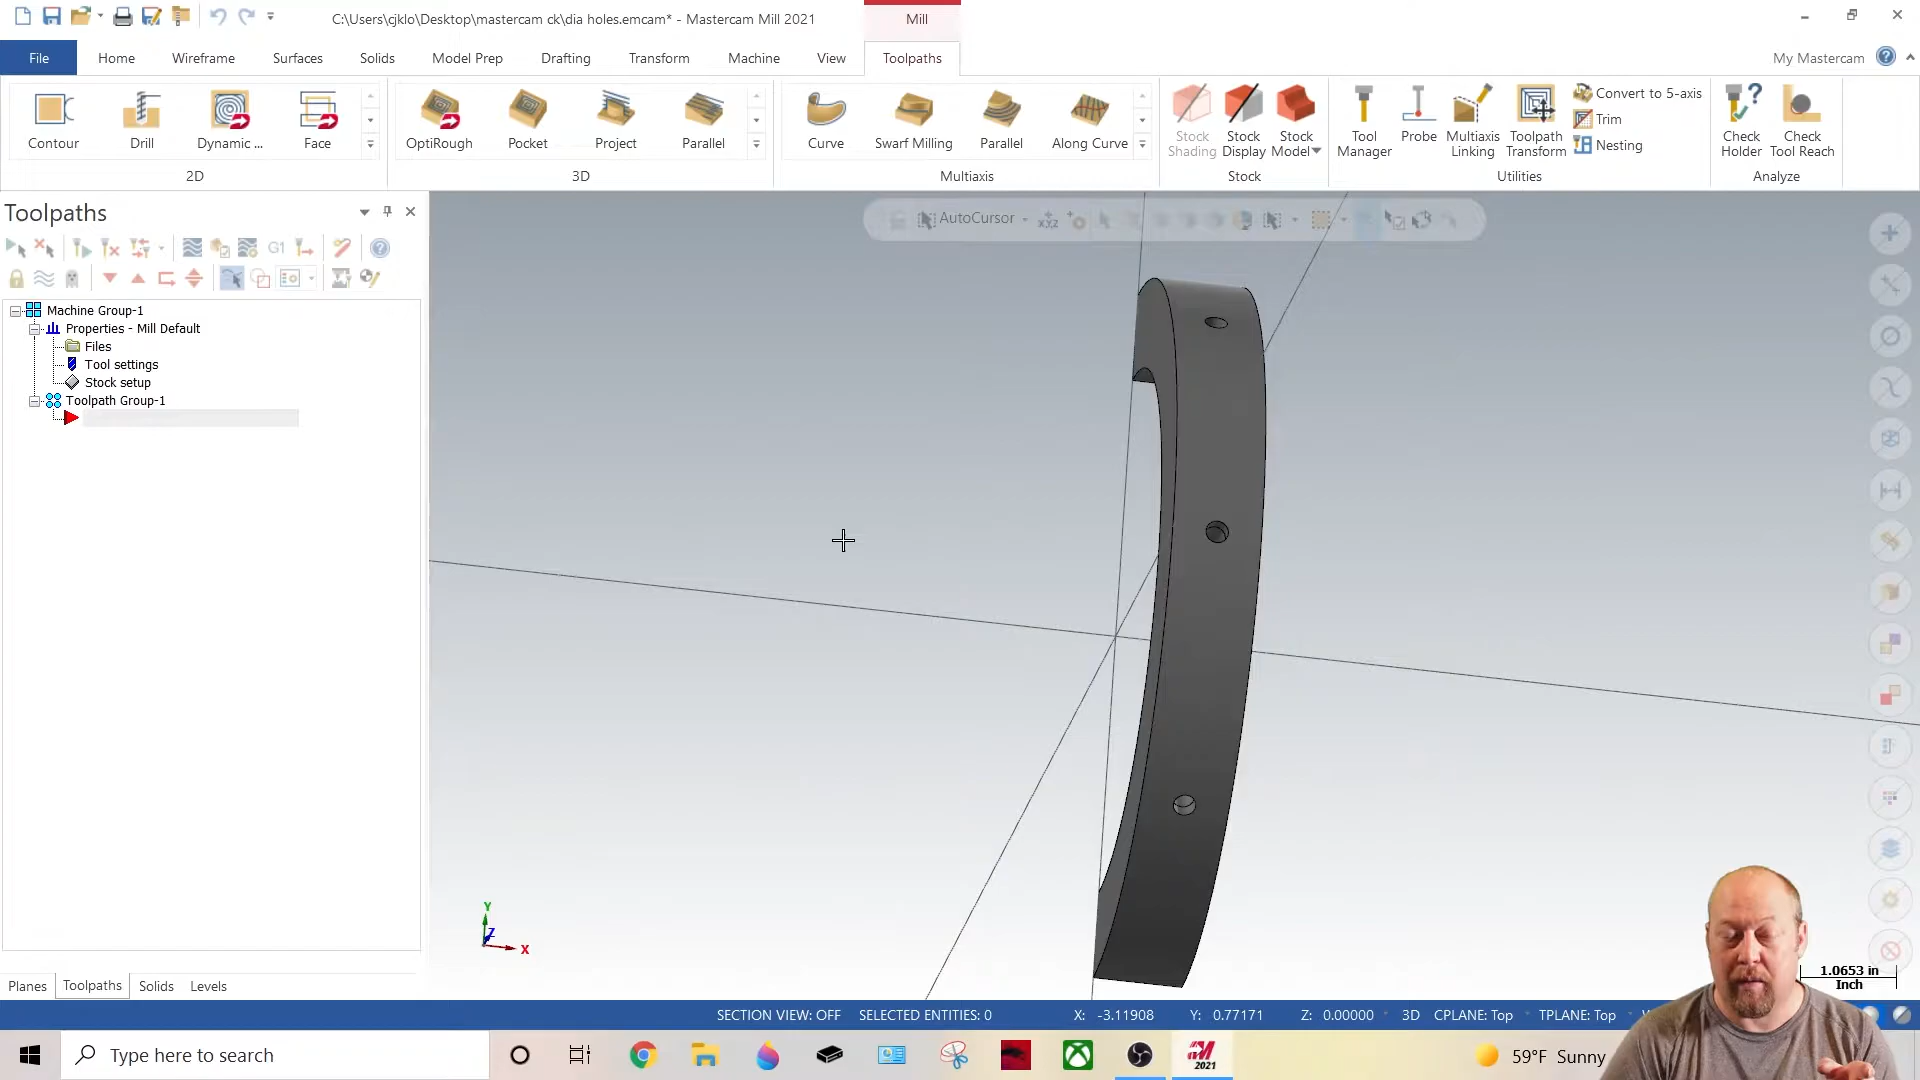 C:\Users\cjklo\Desktop\mastercam ck\dia holes.emcam* - Mastercam Mill 2021
Mill
File
Home
Wireframe
Surfaces
Solids
Model Prep
Drafting
Transform
Machine
View
Toolpaths
My Mastercam
Contour
Drill
Dynamic ...
Face
2D
OptiRough
Pocket
Project
Parallel
3D
Curve
Swarf Milling
Parallel
Along Curve
Multiaxis
Stock Shading
Stock Display
Stock Model
Stock
Tool Manager
Probe
Multiaxis Linking
Toolpath Transform
Convert to 5-axis
Trim
Nesting
Utilities
Check Holder
Check Tool Reach
Analyze
Toolpaths
G1
AutoCursor
Machine Group-1
Properties - Mill Default
Files
Tool settings
Stock setup
Toolpath Group-1
Y
Z
X
1.0653 in
Inch
Planes
Toolpaths
Solids
Levels
SECTION VIEW: OFF
SELECTED ENTITIES: 0
X: -3.11908
Y: 0.77171
Z: 0.00000
3D
CPLANE: Top
TPLANE: Top
Type here to search
2021
59°F Sunny